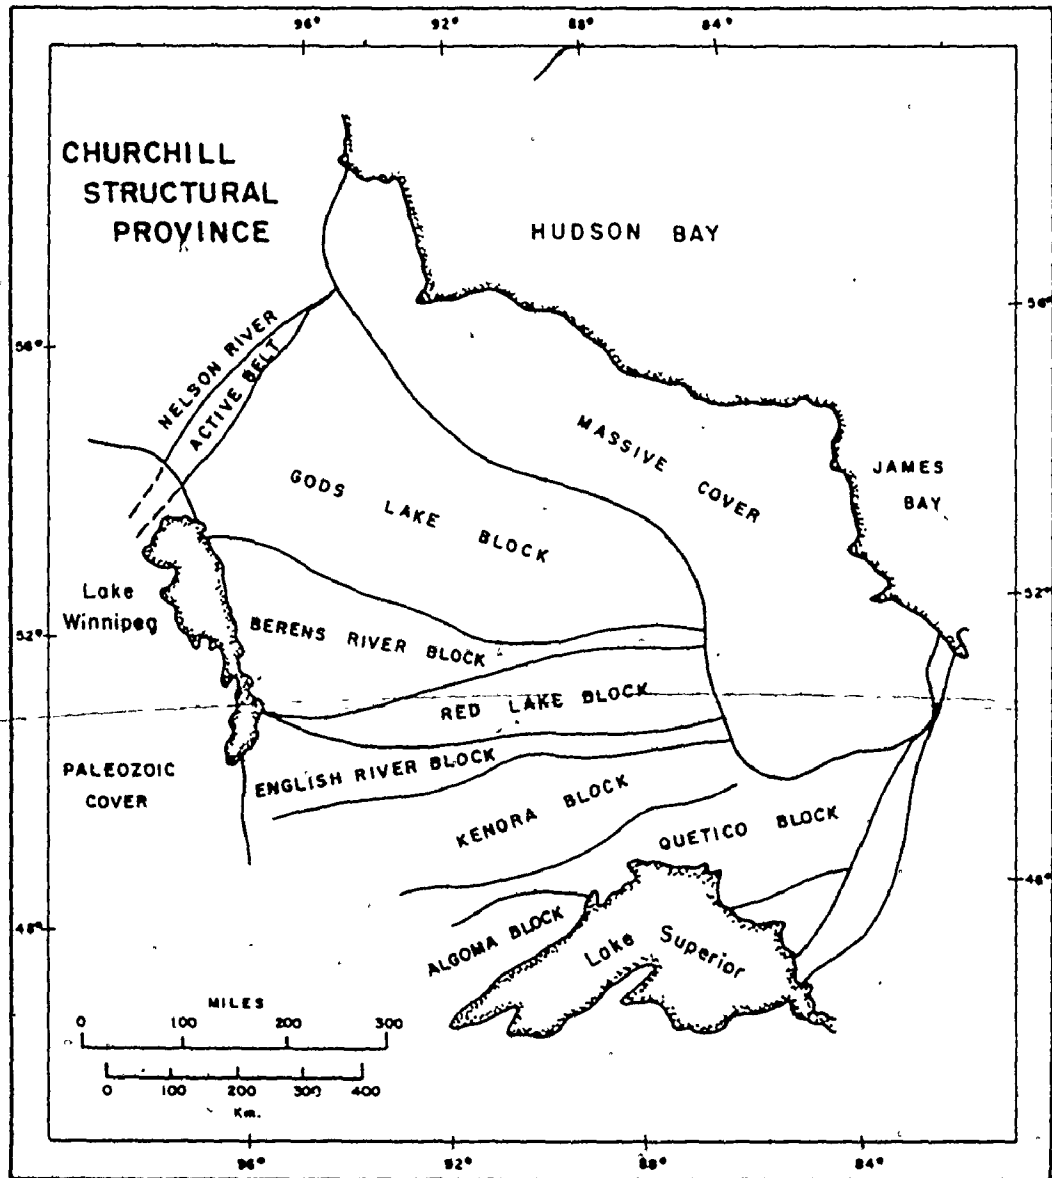 96° 92° 88° 84°
CHURCHILL
STRUCTURAL
PROVINCE
HUDSON BAY
56°
56°
NELSON RIVER
ACTIVE BELT
MASSIVE COVER
GODS LAKE BLOCK
JAMES
BAY
Lake
Winnipeg
52°
52°
BERENS RIVER BLOCK
RED LAKE BLOCK
PALEOZOIC
COVER
ENGLISH RIVER BLOCK
KENORA BLOCK
QUETICO BLOCK
48°
48°
ALGOMA BLOCK
Lake Superior
MILES
0 100 200 300
0 100 200 300 400
Km.
96° 92° 88° 84°